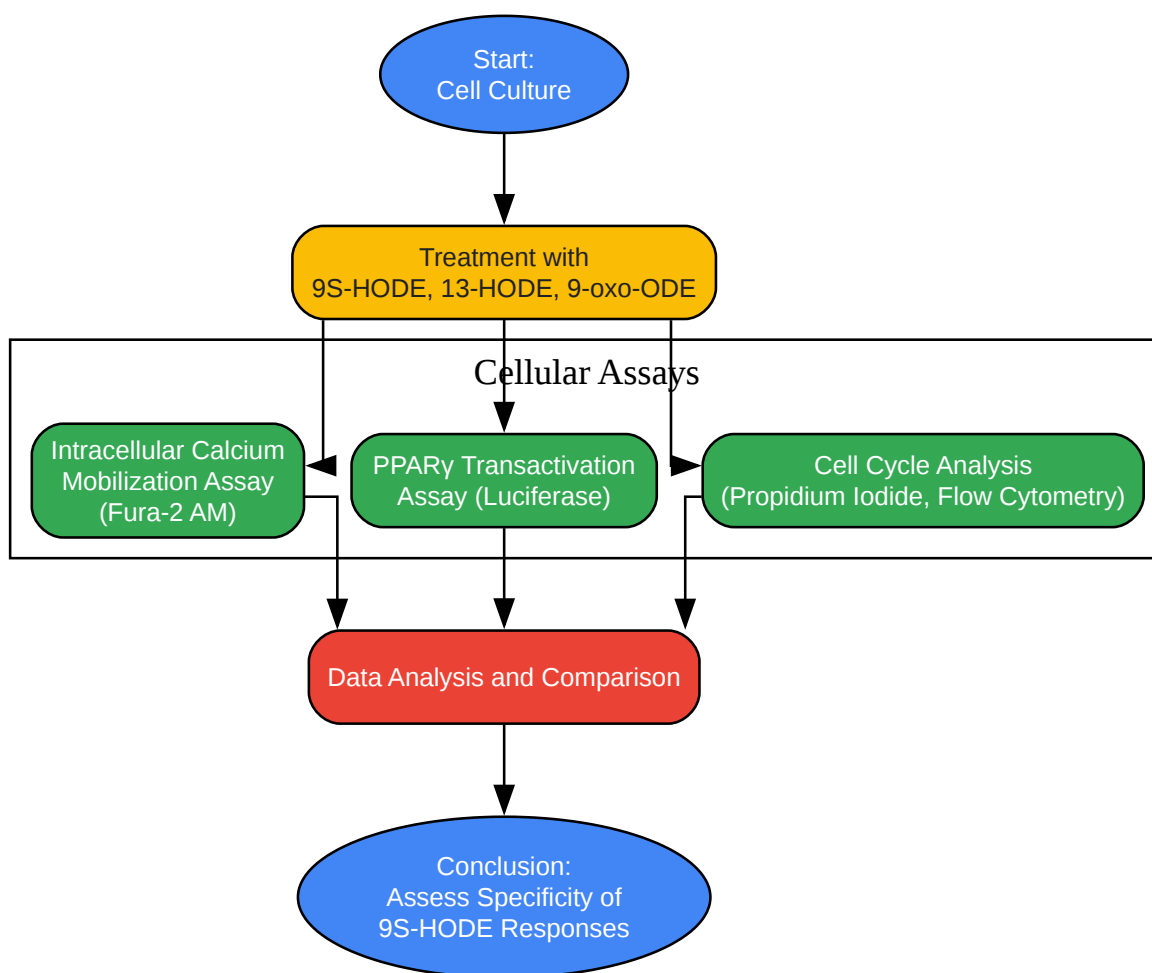 Start:
Cell Culture
Treatment with
9S-HODE, 13-HODE, 9-oxo-ODE
Cellular Assays
Intracellular Calcium
Mobilization Assay
(Fura-2 AM)
PPARγ Transactivation
Assay (Luciferase)
Cell Cycle Analysis
(Propidium Iodide, Flow Cytometry)
Data Analysis and Comparison
Conclusion:
Assess Specificity of
9S-HODE Responses